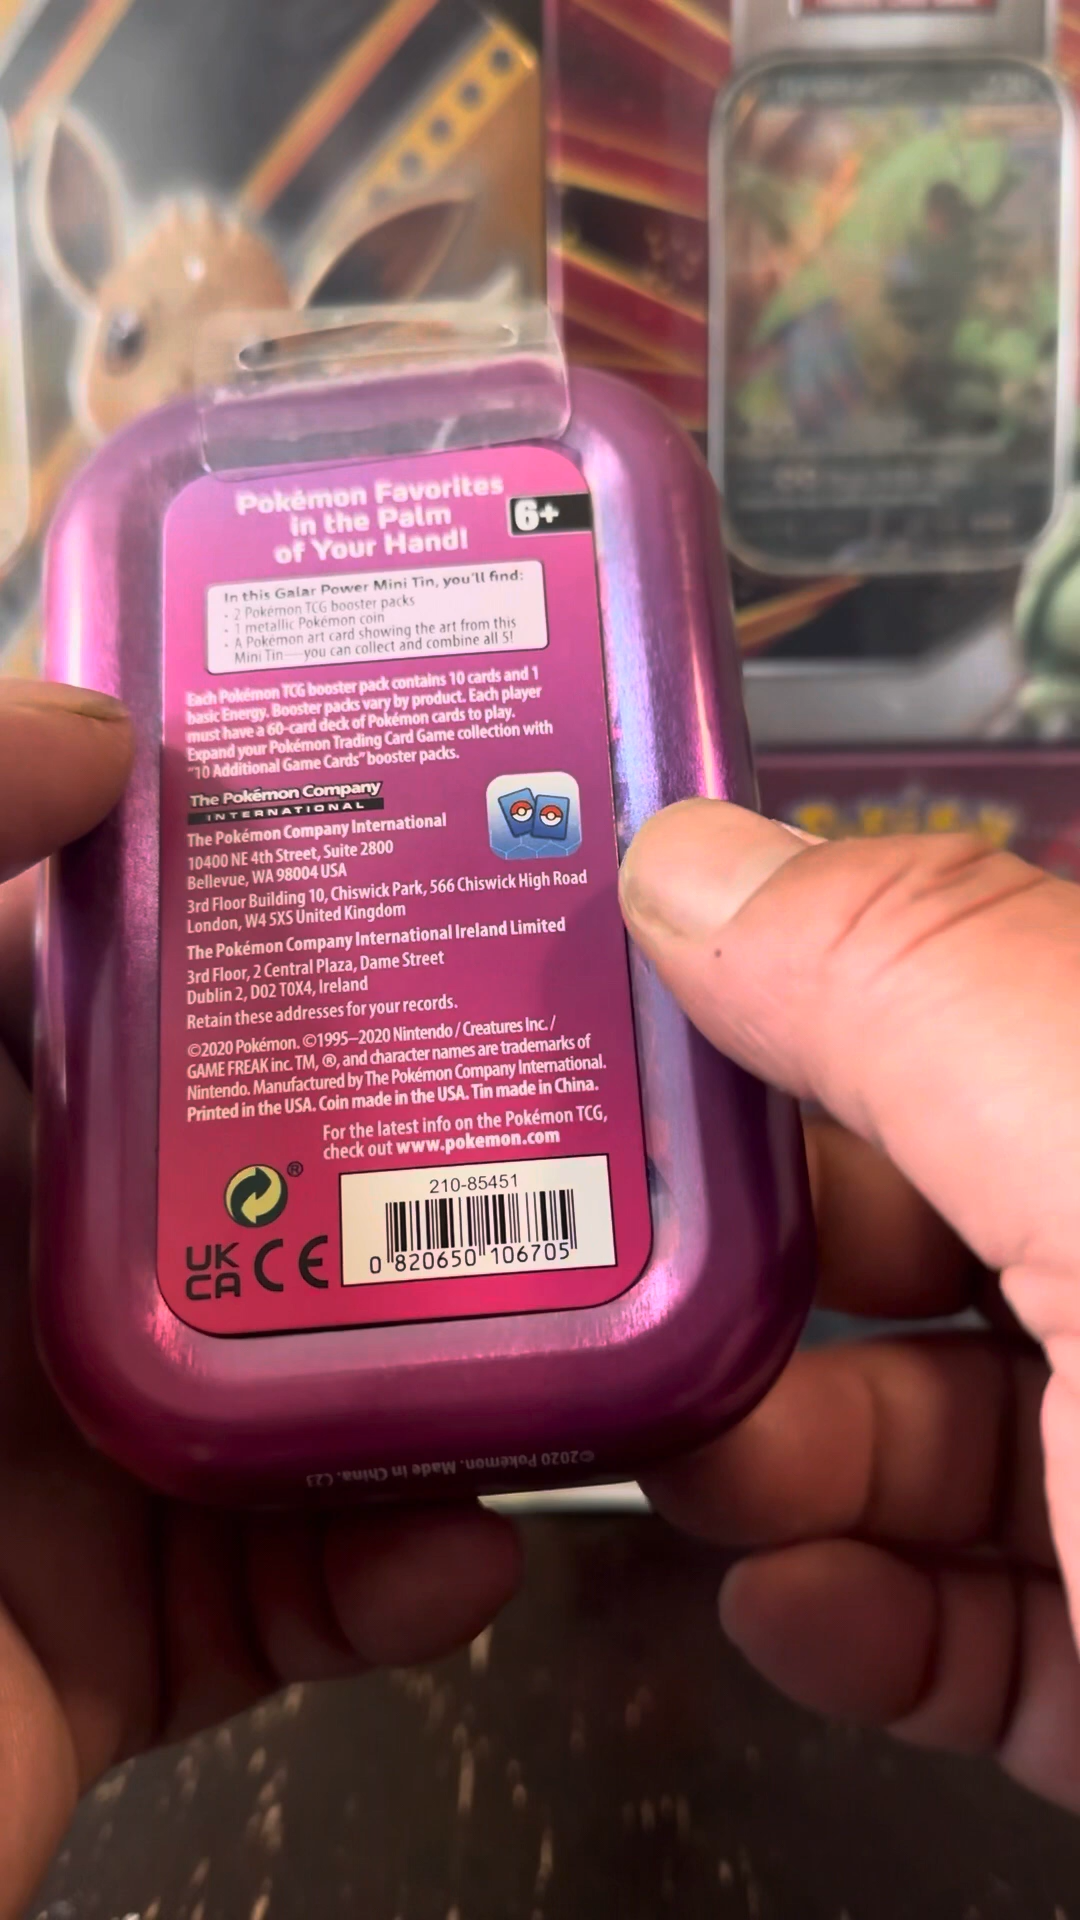 Pokémon Favorites
in the Palm
of Your Hand!
6+
In this Galar Power Mini Tin, you'll find:
· 2 Pokémon TCG booster packs
· 1 metallic Pokémon coin
· A Pokémon art card showing the art from this
Mini Tin—you can collect and combine all 5!
Each Pokémon TCG booster pack contains 10 cards and 1
basic Energy. Booster packs vary by product. Each player
must have a 60-card deck of Pokémon cards to play.
Expand your Pokémon Trading Card Game collection with
"10 Additional Game Cards" booster packs.
The Pokémon Company
INTERNATIONAL
The Pokémon Company International
10400 NE 4th Street, Suite 2800
Bellevue, WA 98004 USA
3rd Floor Building 10, Chiswick Park, 566 Chiswick High Road
London, W4 5XS United Kingdom
The Pokémon Company International Ireland Limited
3rd Floor, 2 Central Plaza, Dame Street
Dublin 2, D02 T0X4, Ireland
Retain these addresses for your records.
©2020 Pokémon. ©1995–2020 Nintendo / Creatures Inc. /
GAME FREAK inc. TM, ®, and character names are trademarks of
Nintendo. Manufactured by The Pokémon Company International.
Printed in the USA. Coin made in the USA. Tin made in China.
For the latest info on the Pokémon TCG,
check out www.pokemon.com
®
UK
CA CE
210-85451
0 820650 106705
©2020 Pokémon. Made in China. C23